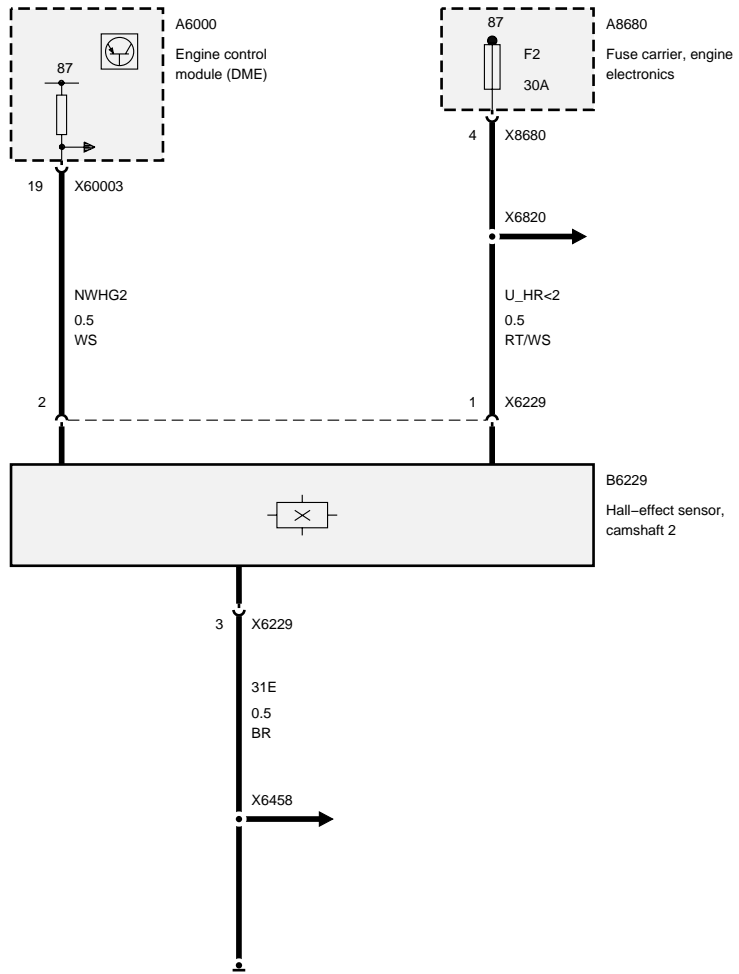 A6000
Engine control
module (DME)
87
19
X60003
NWHG2
0.5
WS
2
87
F2
30A
A8680
Fuse carrier, engine
electronics
4
X8680
X6820
U_HR<2
0.5
RT/WS
1
X6229
B6229
Hall−effect sensor,
camshaft 2
3
X6229
31E
0.5
BR
X6458